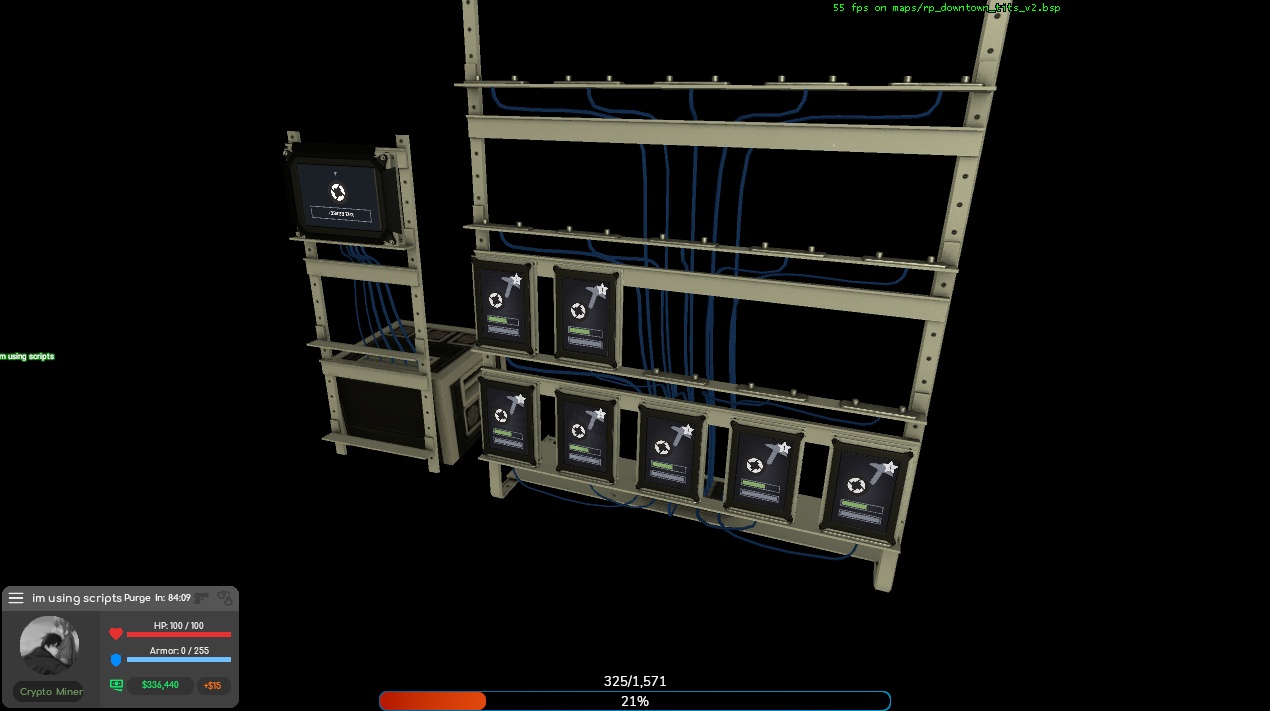 55 fps on maps/rp_downtown_tits_v2.bsp
m using scripts
im using scripts Purge In: 84:09
HP: 100 / 100
Armor: 0 / 255
$336,440 +$15
Crypto Miner
325/1,571
21%